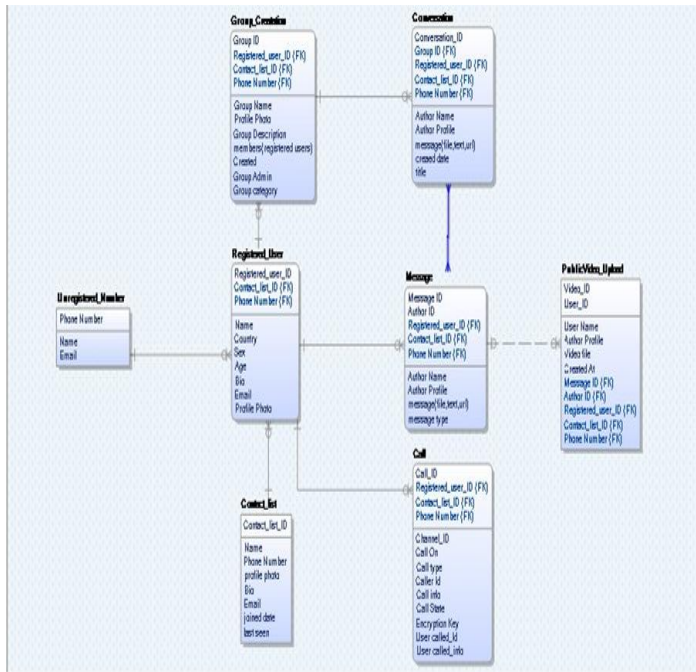 Group_Creatation
Group ID
Registered_user_ID (FK)
Contact_list_ID (FK)
Phone Number (FK)
Group Name
Profile Photo
Group Description
members(registered users)
Created
Group Admin
Group category
Conversation
Conversation_ID
Group ID (FK)
Registered_user_ID (FK)
Contact_list_ID (FK)
Phone Number (FK)
Author Name
Author Profile
message(file,text,url)
creaed date
title
Unregistered_Number
Phone Number
Name
Email
Registered_User
Registered_user_ID
Contact_list_ID (FK)
Phone Number (FK)
Name
Country
Sex
Age
Bio
Email
Profile Photo
Message
Message ID
Author ID
Registered_user_ID (FK)
Contact_list_ID (FK)
Phone Number (FK)
Author Name
Author Profile
message(file,text,url)
message type
PublicVideo_Upload
Video_ID
User_ID
User Name
Author Profile
Video file
Created At
Message ID (FK)
Author ID (FK)
Registered_user_ID (FK)
Contact_list_ID (FK)
Phone Number (FK)
Contact_list
Contact_list_ID
Name
Phone Number
profile photo
Bio
Email
joined date
last seen
Call
Call_ID
Registered_user_ID (FK)
Contact_list_ID (FK)
Phone Number (FK)
Channel_ID
Call On
Call type
Caller id
Call info
Call State
Encryption Key
User called_id
User called_info